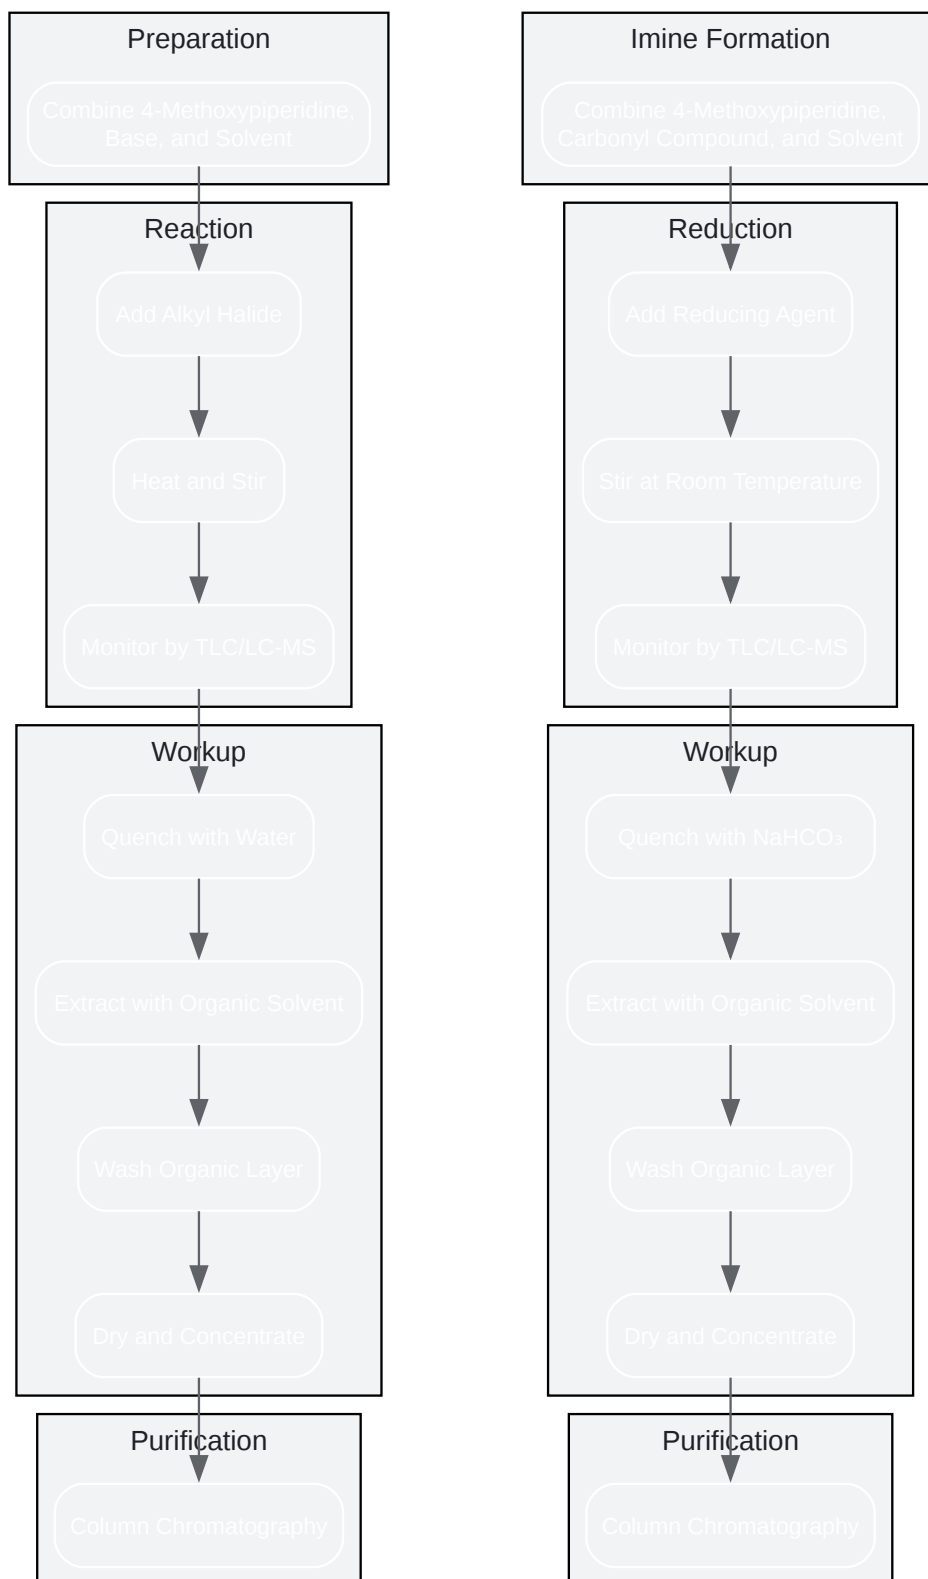 Preparation
Combine 4-Methoxypiperidine,
Base, and Solvent
Reaction
Add Alkyl Halide
Heat and Stir
Monitor by TLC/LC-MS
Workup
Quench with Water
Extract with Organic Solvent
Wash Organic Layer
Dry and Concentrate
Purification
Column Chromatography
Imine Formation
Combine 4-Methoxypiperidine,
Carbonyl Compound, and Solvent
Reduction
Add Reducing Agent
Stir at Room Temperature
Monitor by TLC/LC-MS
Workup
Quench with NaHCO₃
Extract with Organic Solvent
Wash Organic Layer
Dry and Concentrate
Purification
Column Chromatography